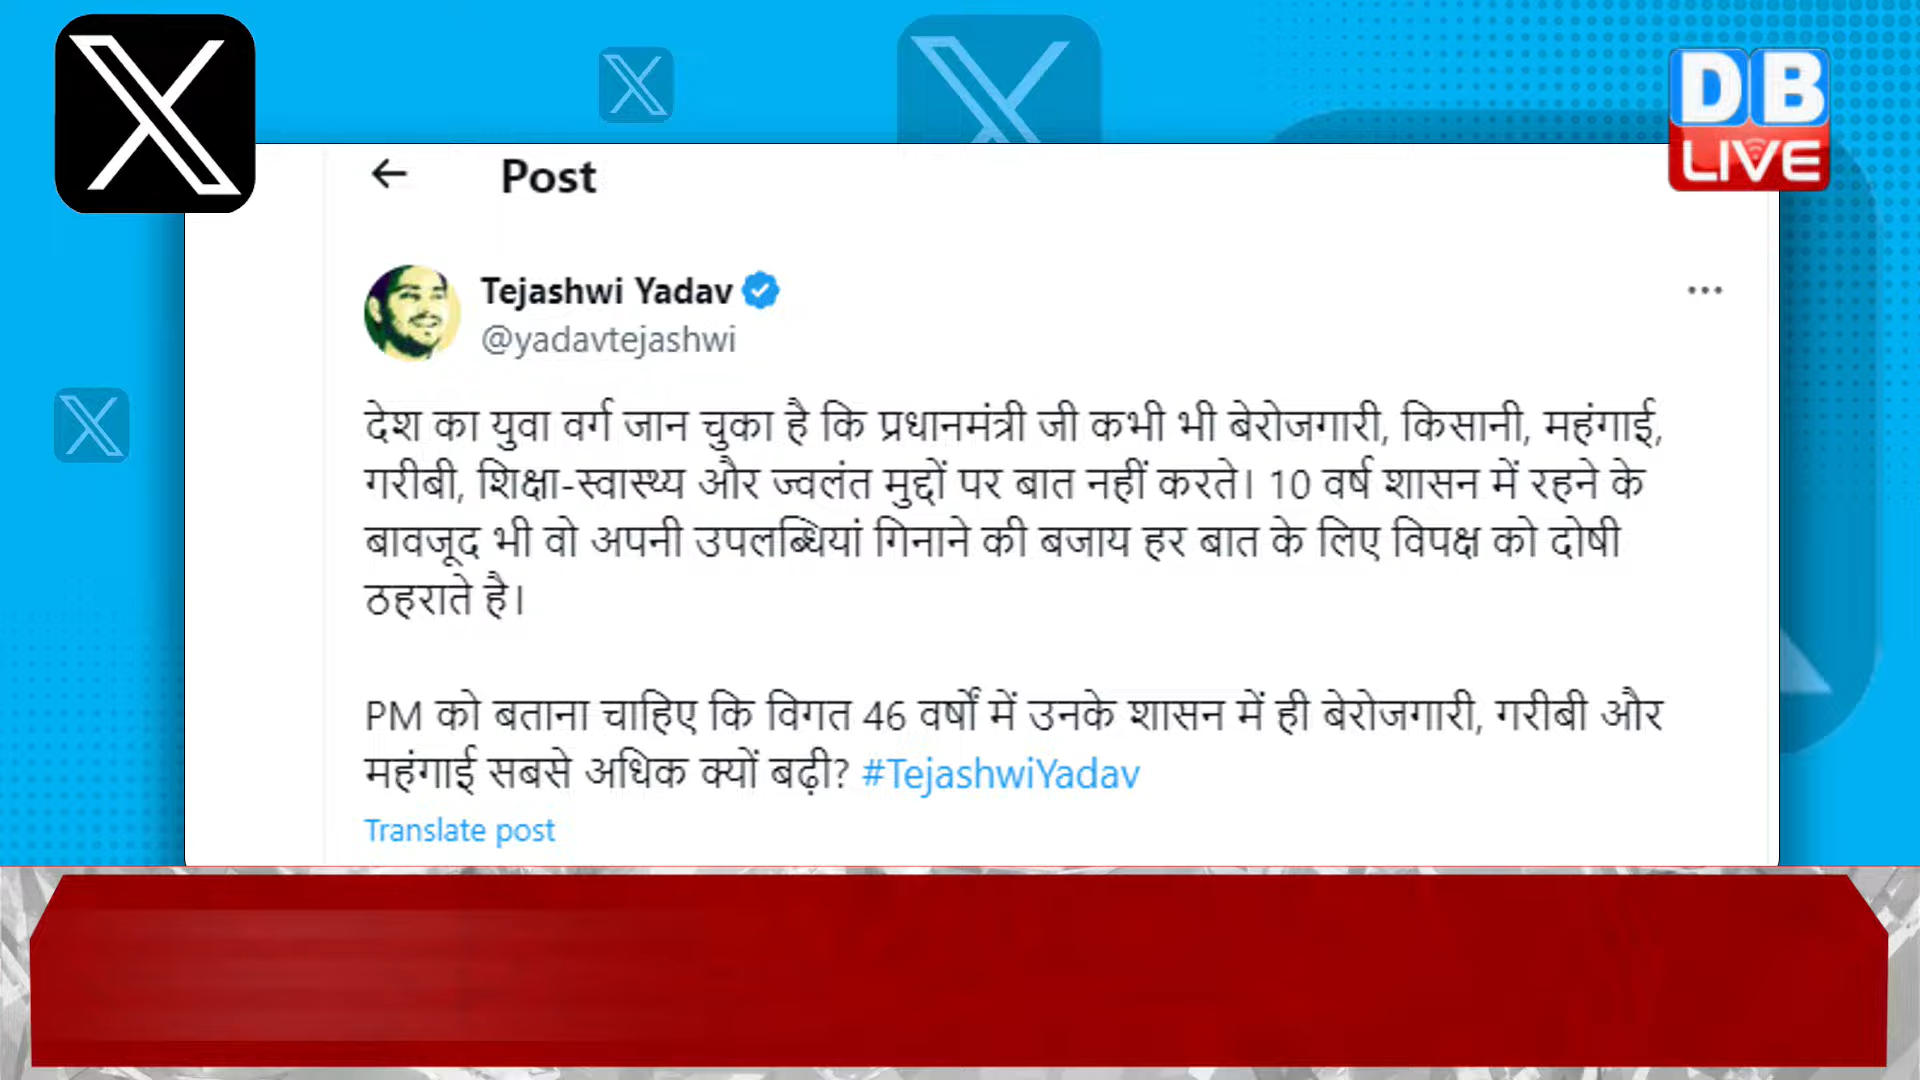 DB
LIVE
Post
Tejashwi Yadav
@yadavtejashwi
देश का युवा वर्ग जान चुका है कि प्रधानमंत्री जी कभी भी बेरोजगारी, किसानी, महंगाई,
गरीबी, शिक्षा-स्वास्थ्य और ज्वलंत मुद्दों पर बात नहीं करते। 10 वर्ष शासन में रहने के
बावजूद भी वो अपनी उपलब्धियां गिनाने की बजाय हर बात के लिए विपक्ष को दोषी
ठहराते है।
PM को बताना चाहिए कि विगत 46 वर्षों में उनके शासन में ही बेरोजगारी, गरीबी और
महंगाई सबसे अधिक क्यों बढ़ी? #TejashwiYadav
Translate post